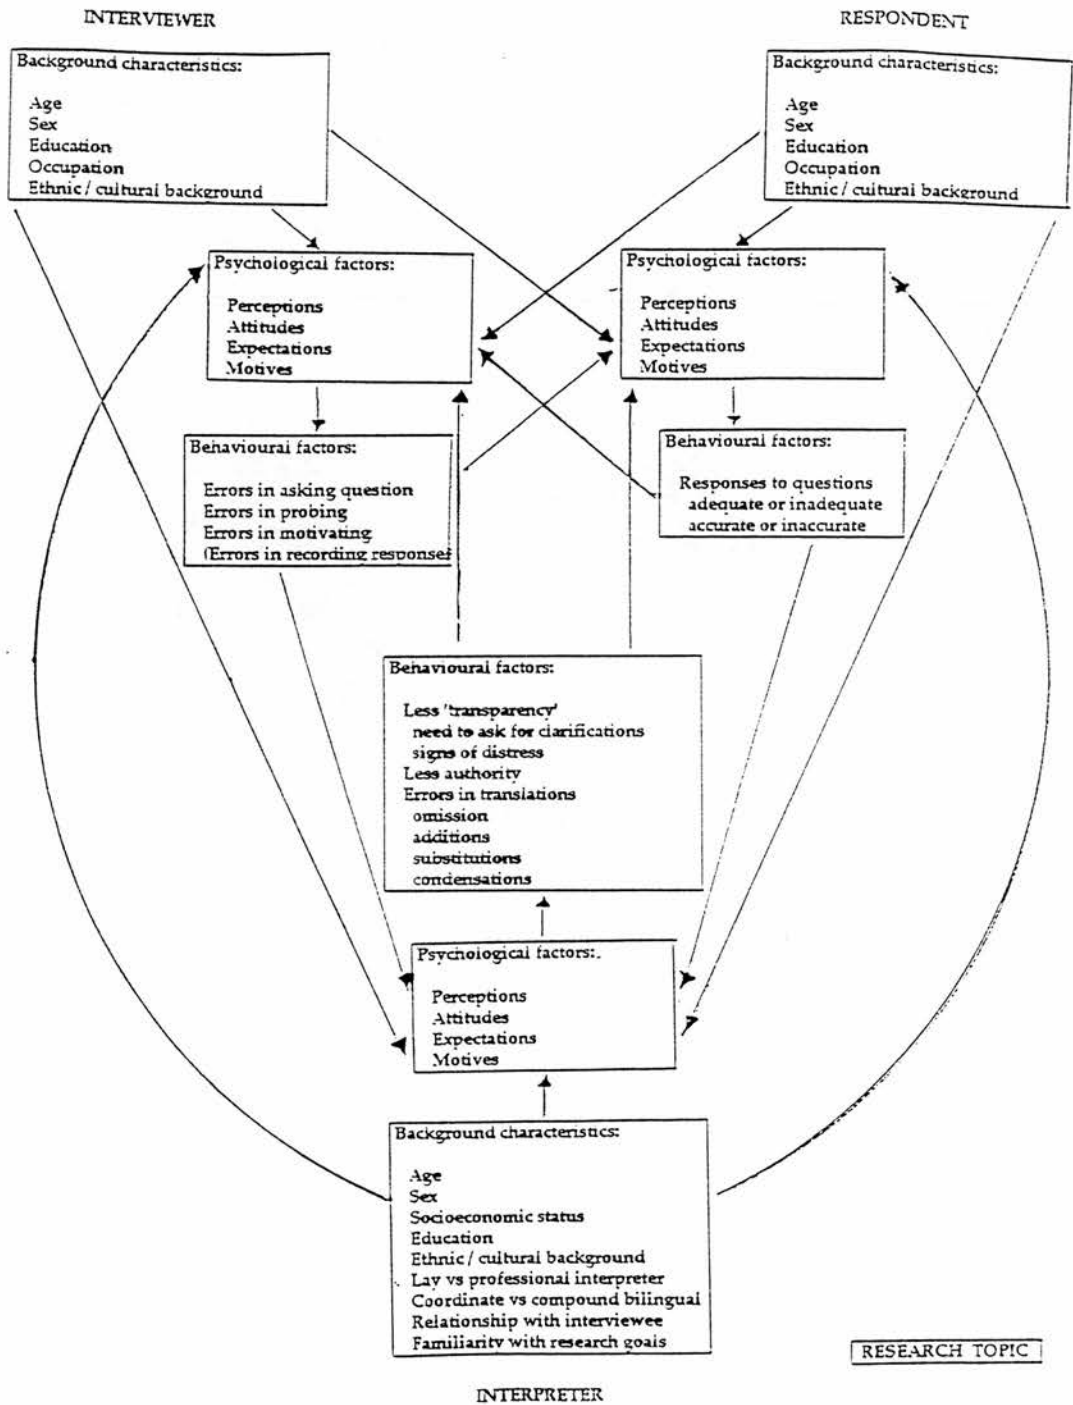 INTERVIEWER
RESPONDENT
Background characteristics:
Age
Sex
Education
Occupation
Ethnic / cultural background
Background characteristics:
Age
Sex
Education
Occupation
Ethnic / cultural background
Psychological factors:
Perceptions
Attitudes
Expectations
Motives
Psychological factors:
Perceptions
Attitudes
Expectations
Motives
Behavioural factors:
Errors in asking question
Errors in probing
Errors in motivating
(Errors in recording responses
Behavioural factors:
Responses to questions
adequate or inadequate
accurate or inaccurate
Behavioural factors:
Less 'transparency'
need to ask for clarifications
signs of distress
Less authority
Errors in translations
omission
additions
substitutions
condensations
Psychological factors:
Perceptions
Attitudes
Expectations
Motives
Background characteristics:
Age
Sex
Socioeconomic status
Education
Ethnic / cultural background
Lay vs professional interpreter
Coordinate vs compound bilingual
Relationship with interviewee
Familiarity with research goals
RESEARCH TOPIC
INTERPRETER